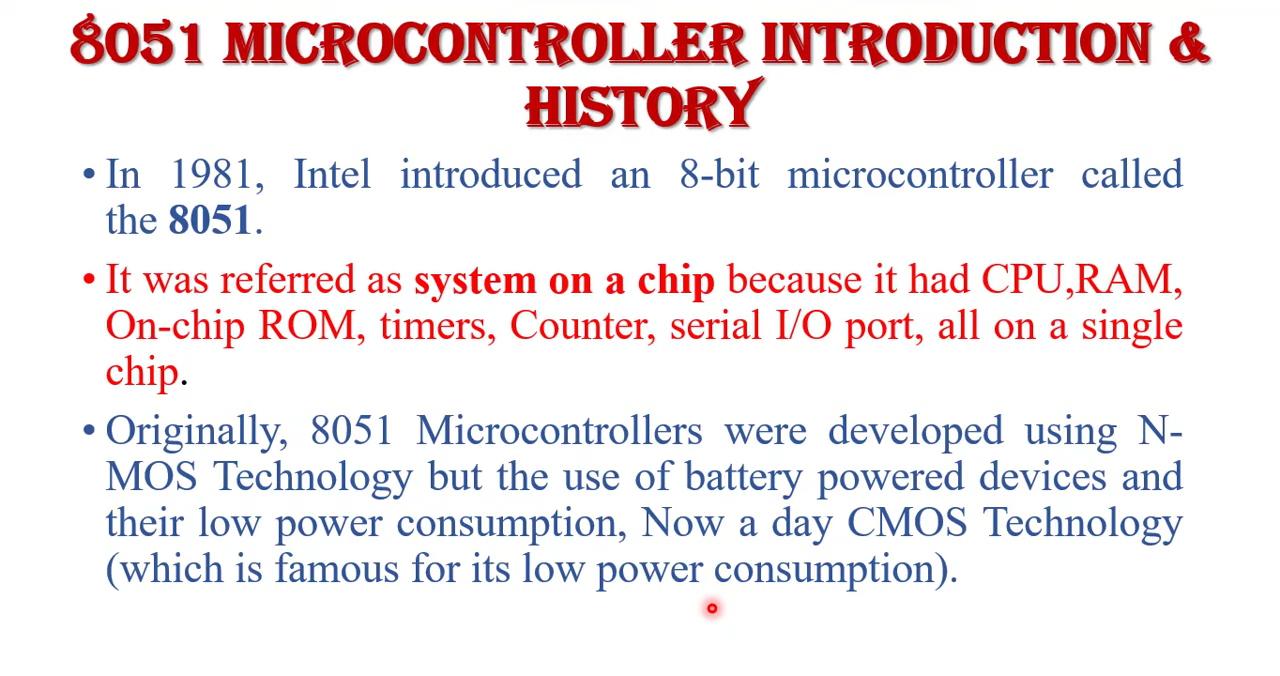 8051 MICROCONTROLLER INTRODUCTION &
HISTORY
• In 1981, Intel introduced an 8-bit microcontroller called
the 8051.
• It was referred as system on a chip because it had CPU,RAM,
On-chip ROM, timers, Counter, serial I/O port, all on a single
chip.
• Originally, 8051 Microcontrollers were developed using N-
MOS Technology but the use of battery powered devices and
their low power consumption, Now a day CMOS Technology
(which is famous for its low power consumption).